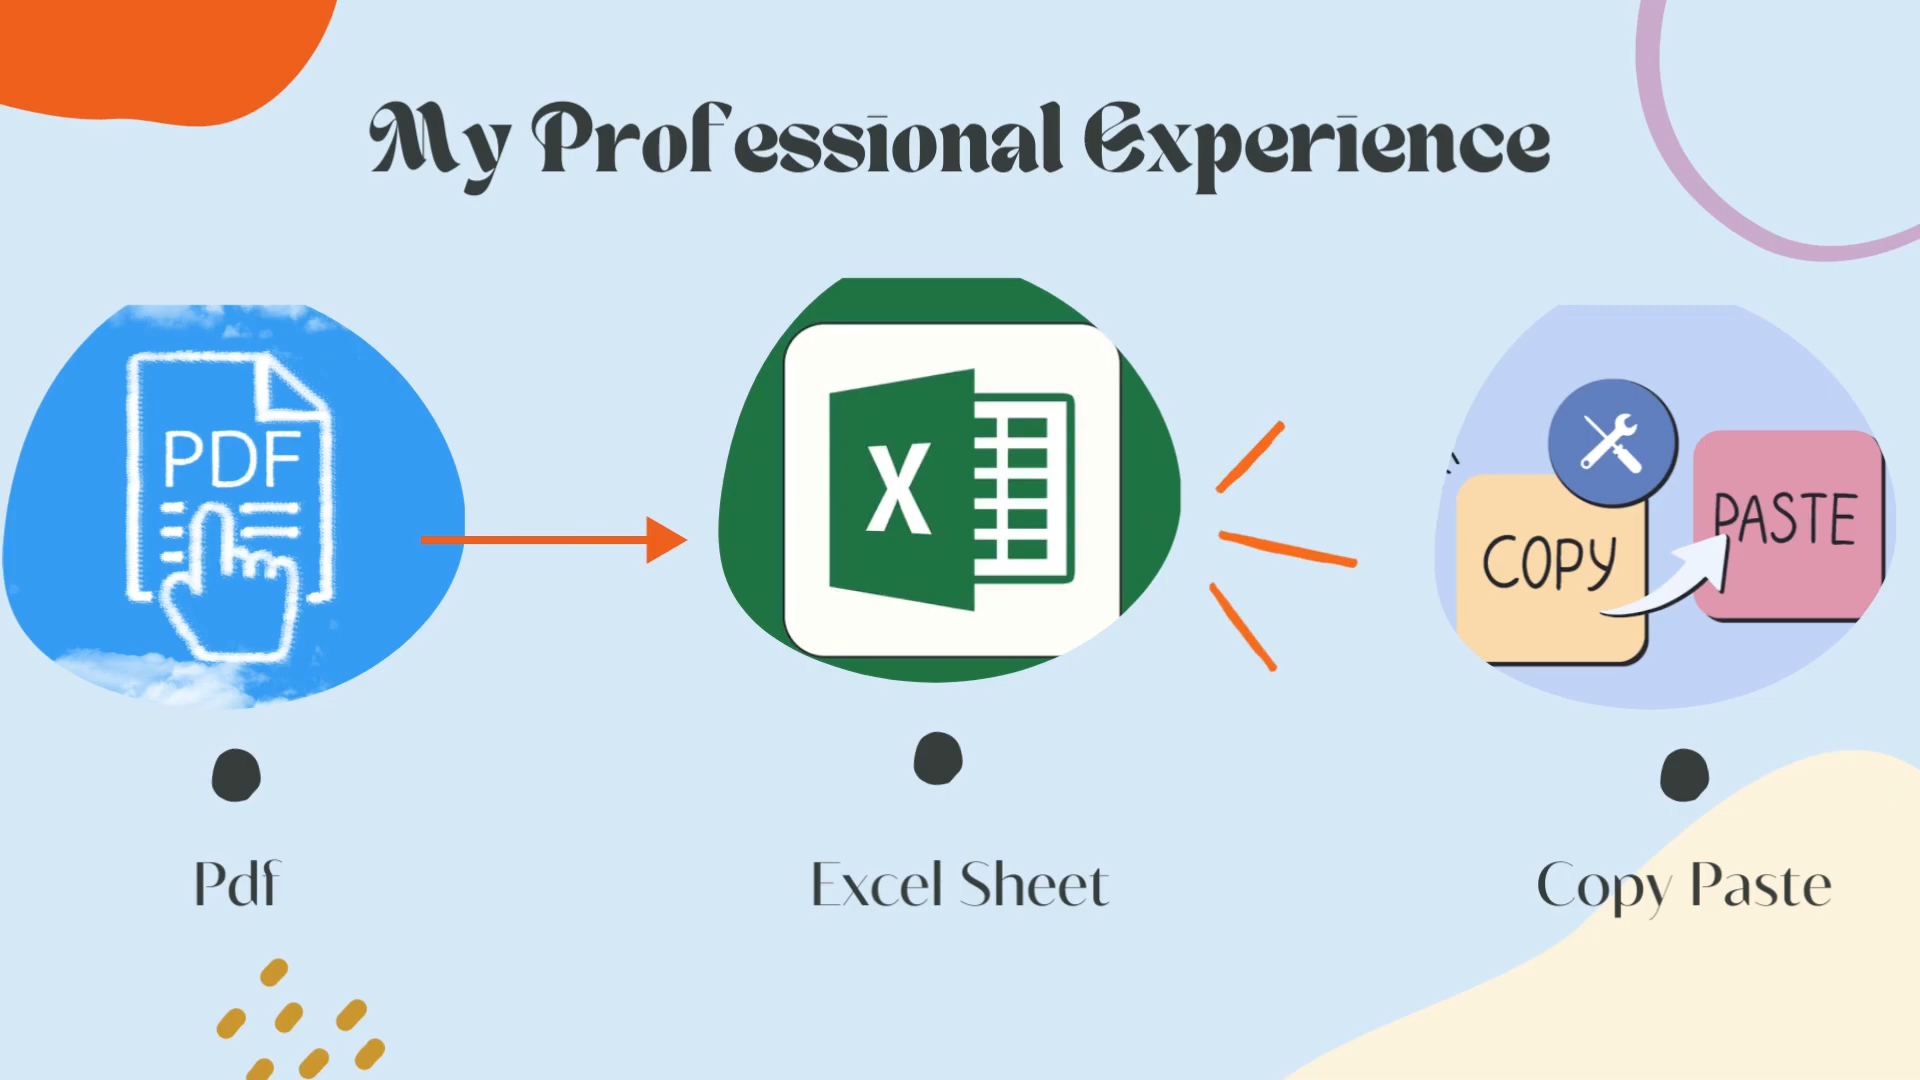 My Professional Experience
PDF
X
COPY
PASTE
Pdf
Excel Sheet
Copy Paste